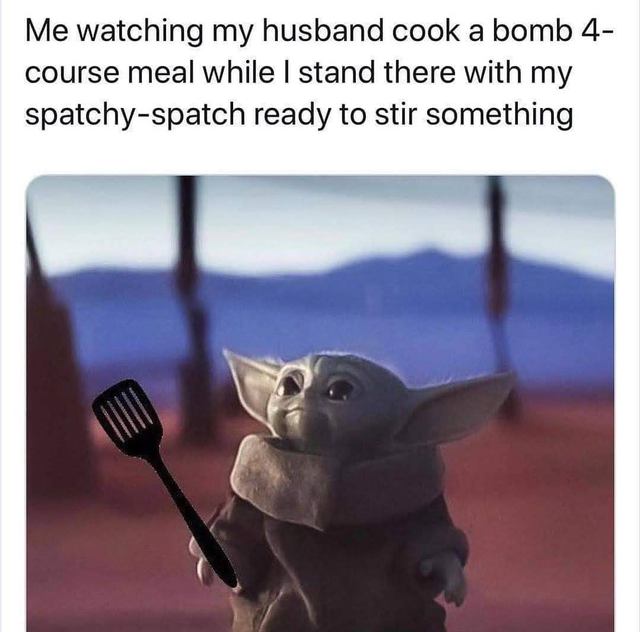 Me watching my husband cook a bomb 4-
course meal while I stand there with my
spatchy-spatch ready to stir something